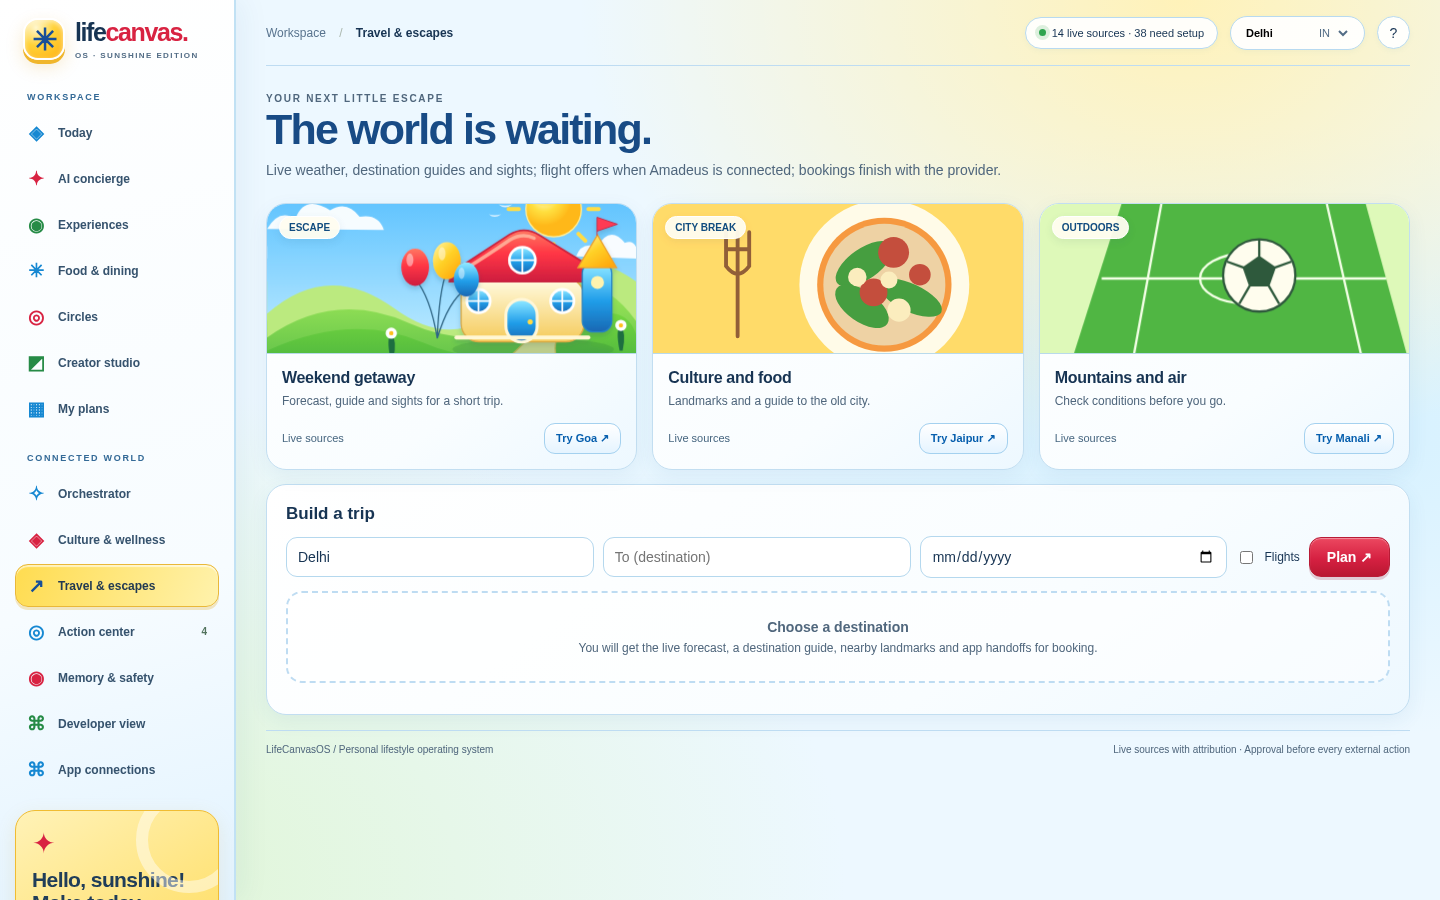 lifecanvas.
OS · SUNSHINE EDITION
WORKSPACE
Today
AI concierge
Experiences
Food & dining
Circles
Creator studio
My plans
CONNECTED WORLD
Orchestrator
Culture & wellness
Travel & escapes
Action center 4
Memory & safety
Developer view
App connections
Hello, sunshine!
Workspace / Travel & escapes
14 live sources · 38 need setup
Delhi IN
?
YOUR NEXT LITTLE ESCAPE
The world is waiting.
Live weather, destination guides and sights; flight offers when Amadeus is connected; bookings finish with the provider.
ESCAPE
Weekend getaway
Forecast, guide and sights for a short trip.
Live sources
Try Goa ↗
CITY BREAK
Culture and food
Landmarks and a guide to the old city.
Live sources
Try Jaipur ↗
OUTDOORS
Mountains and air
Check conditions before you go.
Live sources
Try Manali ↗
Build a trip
Delhi
To (destination)
mm/dd/yyyy
Flights
Plan ↗
Choose a destination
You will get the live forecast, a destination guide, nearby landmarks and app handoffs for booking.
LifeCanvasOS / Personal lifestyle operating system
Live sources with attribution · Approval before every external action